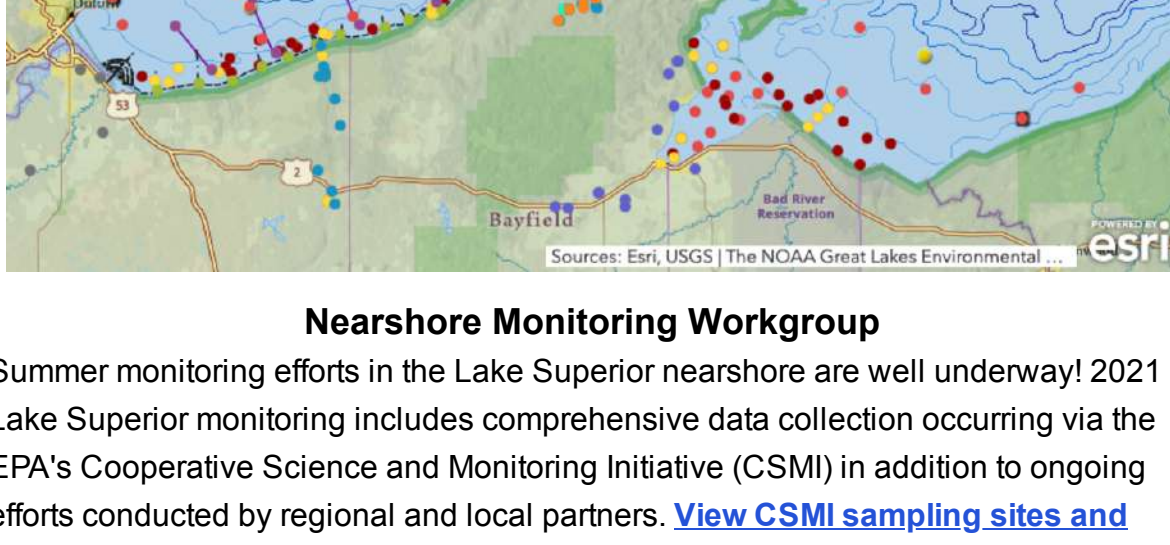 Duluth
53
2
Bayfield
Bad River
Reservation
POWERED BY
esri
Sources: Esri, USGS | The NOAA Great Lakes Environmental ...
Nearshore Monitoring Workgroup
Summer monitoring efforts in the Lake Superior nearshore are well underway! 2021
Lake Superior monitoring includes comprehensive data collection occurring via the
EPA's Cooperative Science and Monitoring Initiative (CSMI) in addition to ongoing
efforts conducted by regional and local partners. View CSMI sampling sites and